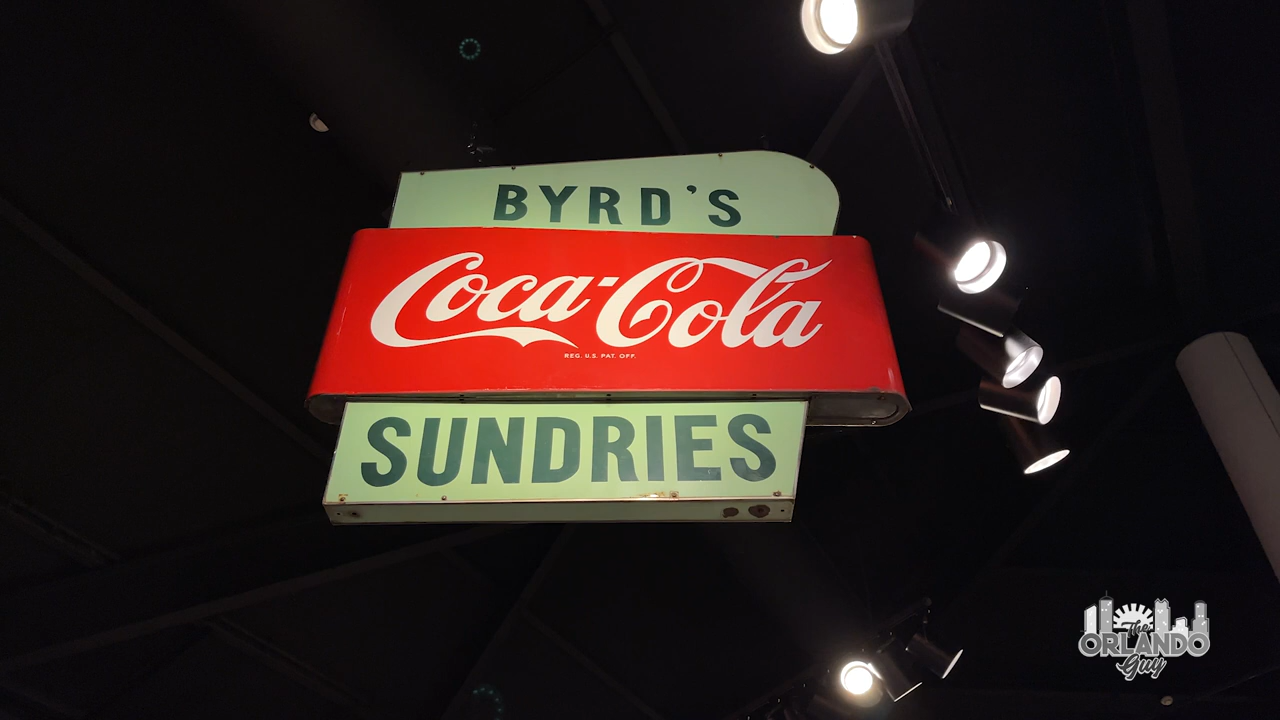 BYRD'S
Coca-Cola
REG. U.S. PAT. OFF.
SUNDRIES
The
ORLANDO
Guy